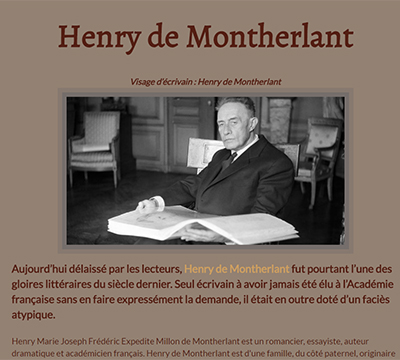 Henry de Montherlant
Visage d'écrivain : Henry de Montherlant
Aujourd'hui délaissé par les lecteurs, Henry de Montherlant fut pourtant l'une des
gloires littéraires du siècle dernier. Seul écrivain à avoir jamais été élu à l'Académie
française sans en faire expressément la demande, il était en outre doté d'un faciès
atypique.
Henry Marie Joseph Frédéric Expedite Millon de Montherlant est un romancier, essayiste, auteur
dramatique et académicien français. Henry de Montherlant est d'une famille, du côté paternel, originaire